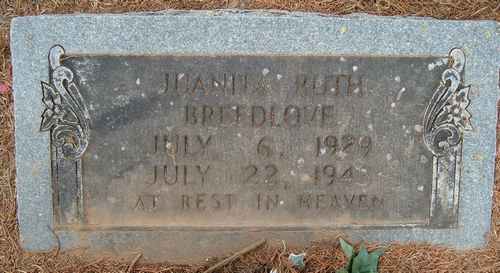 JUANITA RUTH
BREEDLOVE
JULY 6, 1929
JULY 22,
AT REST IN HEAVEN